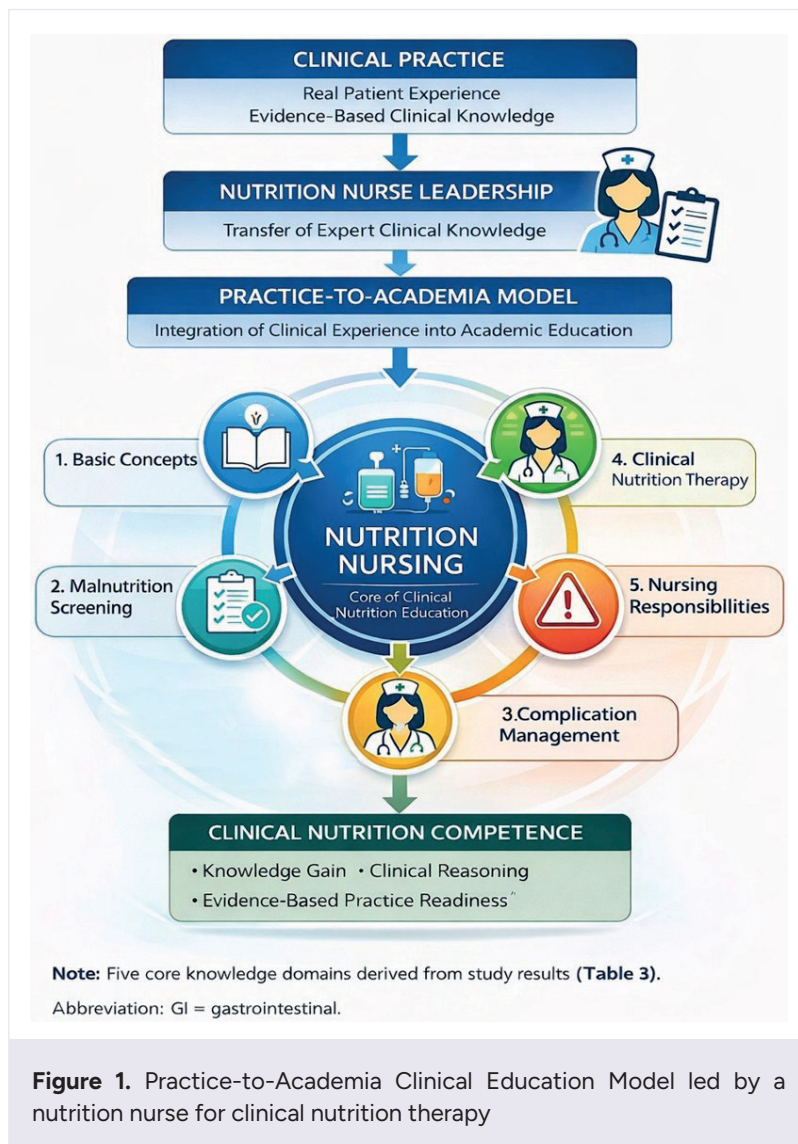 CLINICAL PRACTICE
Real Patient Experience
Evidence-Based Clinical Knowledge
NUTRITION NURSE LEADERSHIP
Transfer of Expert Clinical Knowledge
PRACTICE-TO-ACADEMIA MODEL
Integration of Clinical Experience into Academic Education
1. Basic Concepts
4. Clinical
Nutrition Therapy
NUTRITION
NURSING
Core of Clinical
Nutrition Education
2. Malnutrition
Screening
5. Nursing
Responsibilities
3.Complication
Management
CLINICAL NUTRITION COMPETENCE
• Knowledge Gain • Clinical Reasoning
• Evidence-Based Practice Readiness"
Note: Five core knowledge domains derived from study results (Table 3).
Abbreviation: GI = gastrointestinal.
Figure 1. Practice-to-Academia Clinical Education Model led by a
nutrition nurse for clinical nutrition therapy